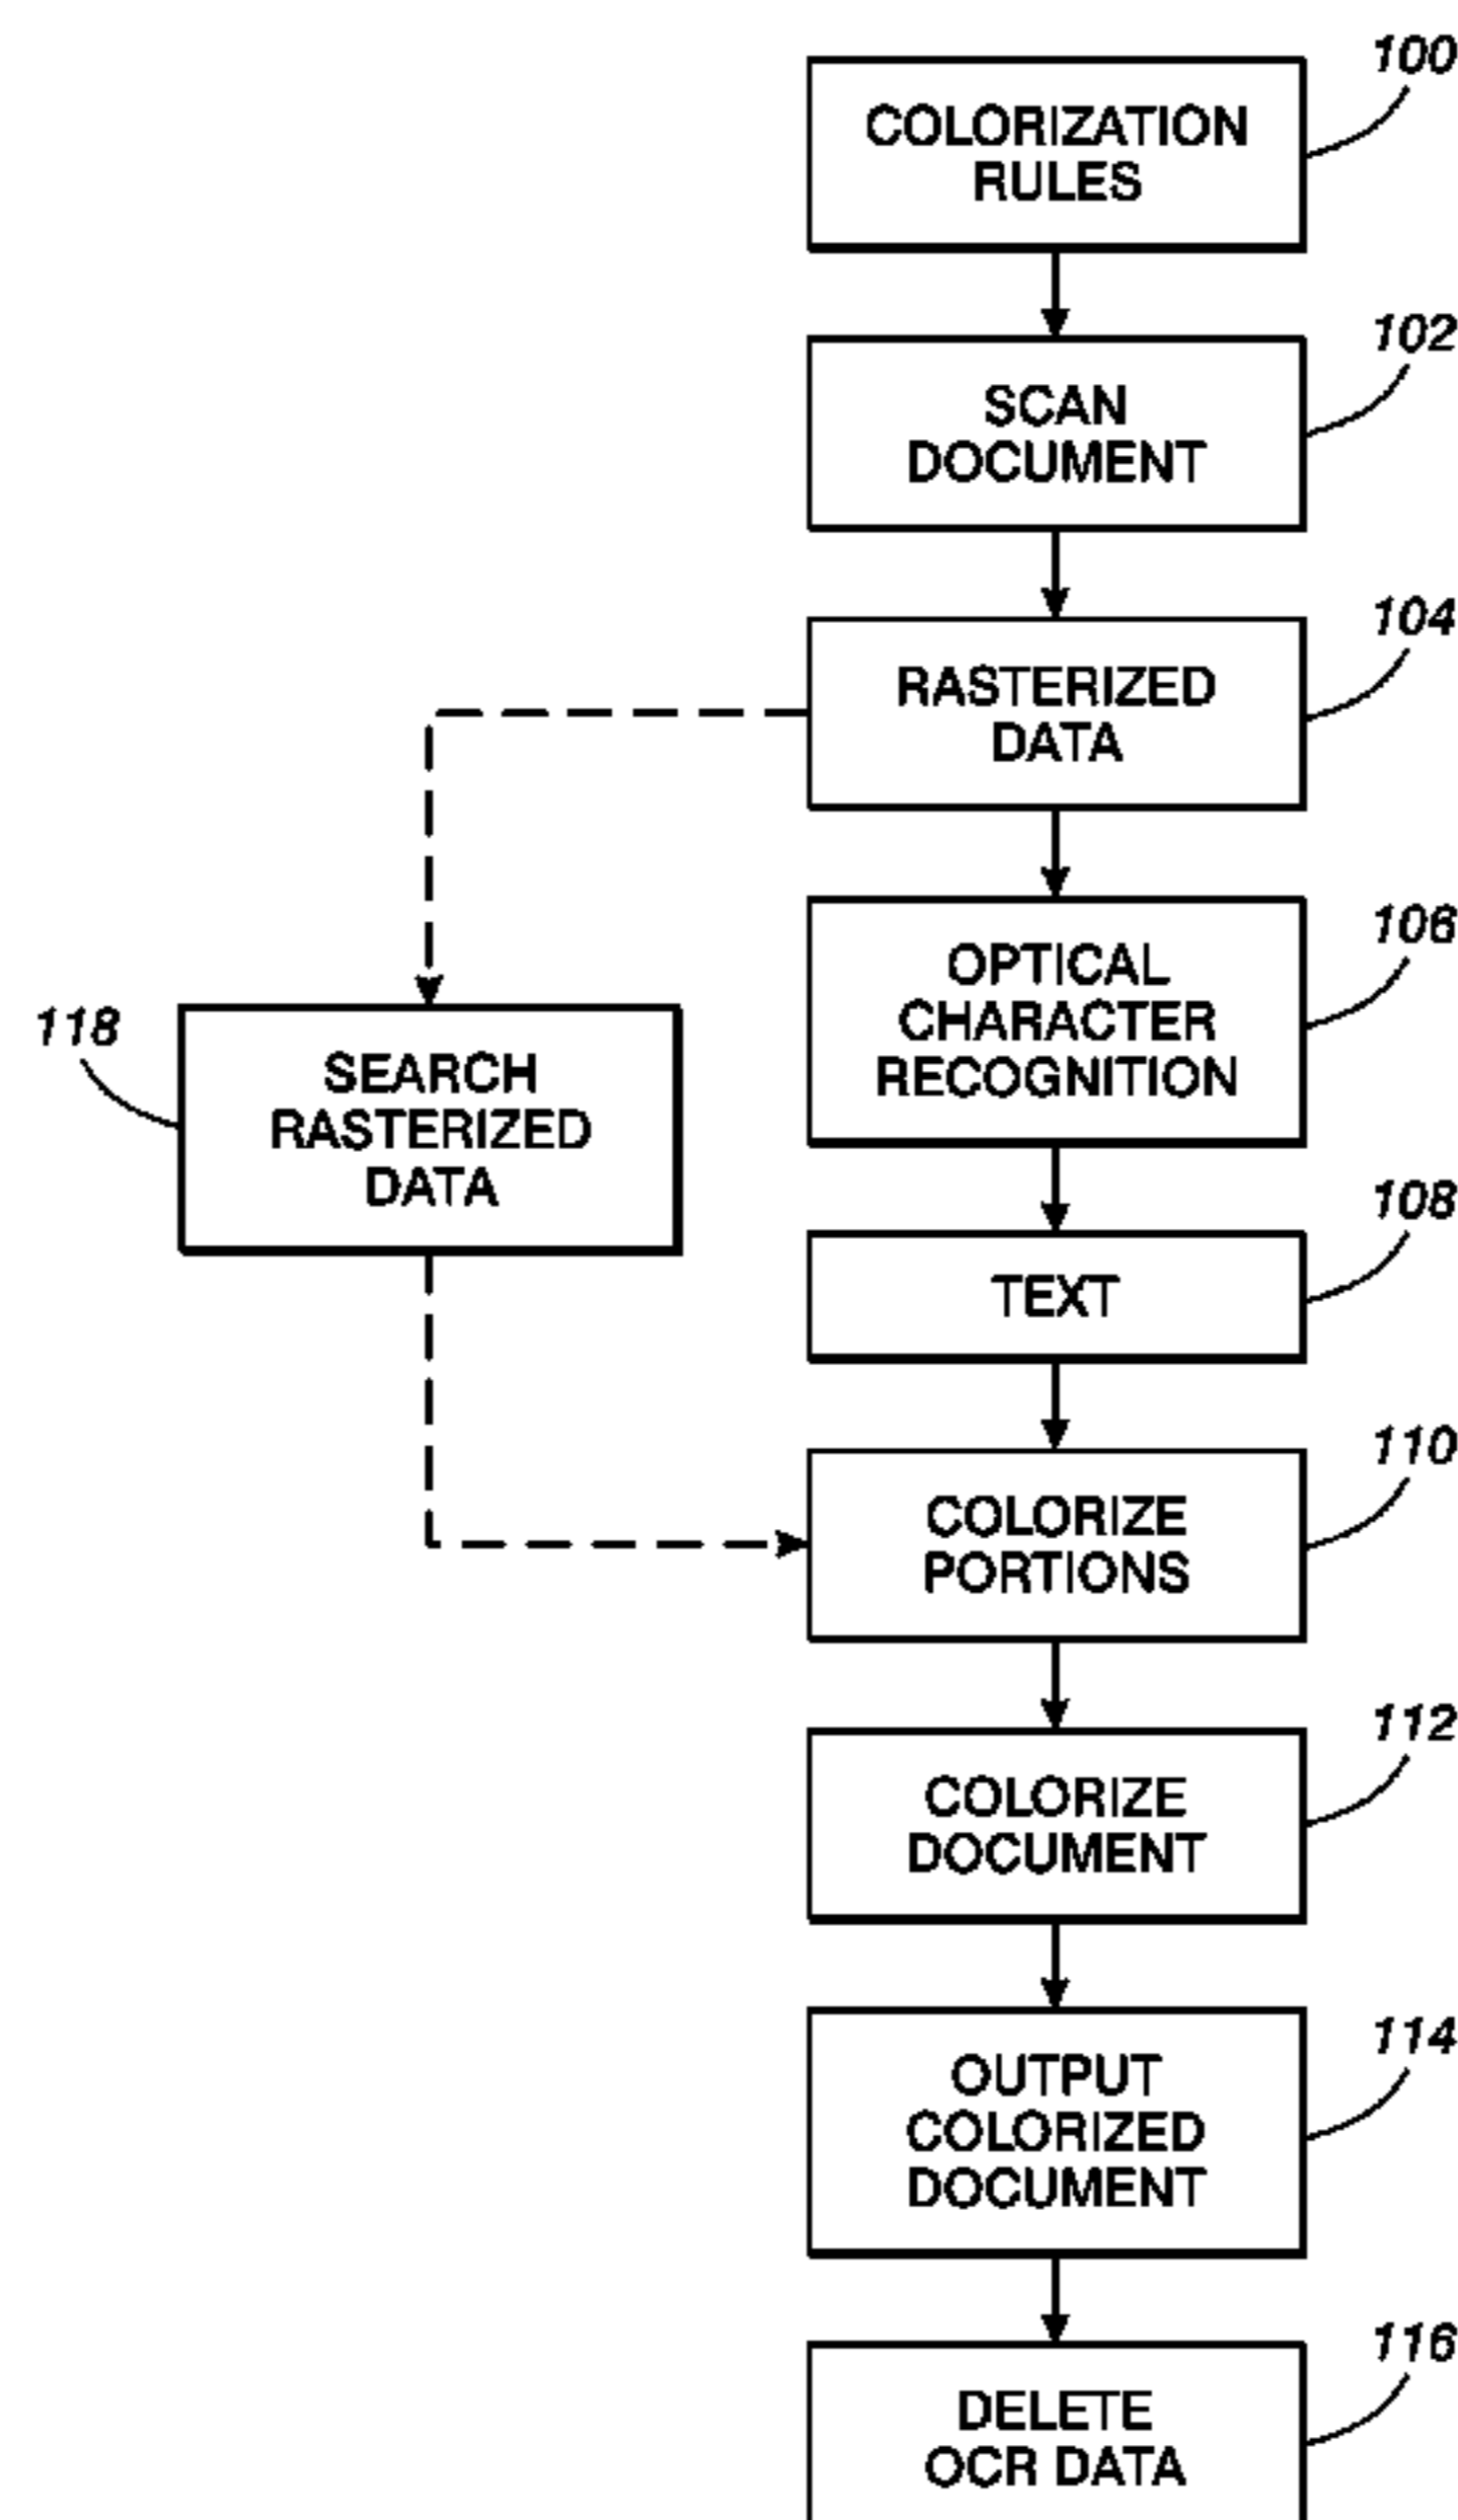 100
COLORIZATION
RULES
102
SCAN
DOCUMENT
104
RASTERIZED
DATA
106
OPTICAL
CHARACTER
RECOGNITION
118
SEARCH
RASTERIZED
DATA
108
TEXT
110
COLORIZE
PORTIONS
112
COLORIZE
DOCUMENT
114
OUTPUT
COLORIZED
DOCUMENT
116
DELETE
OCR DATA